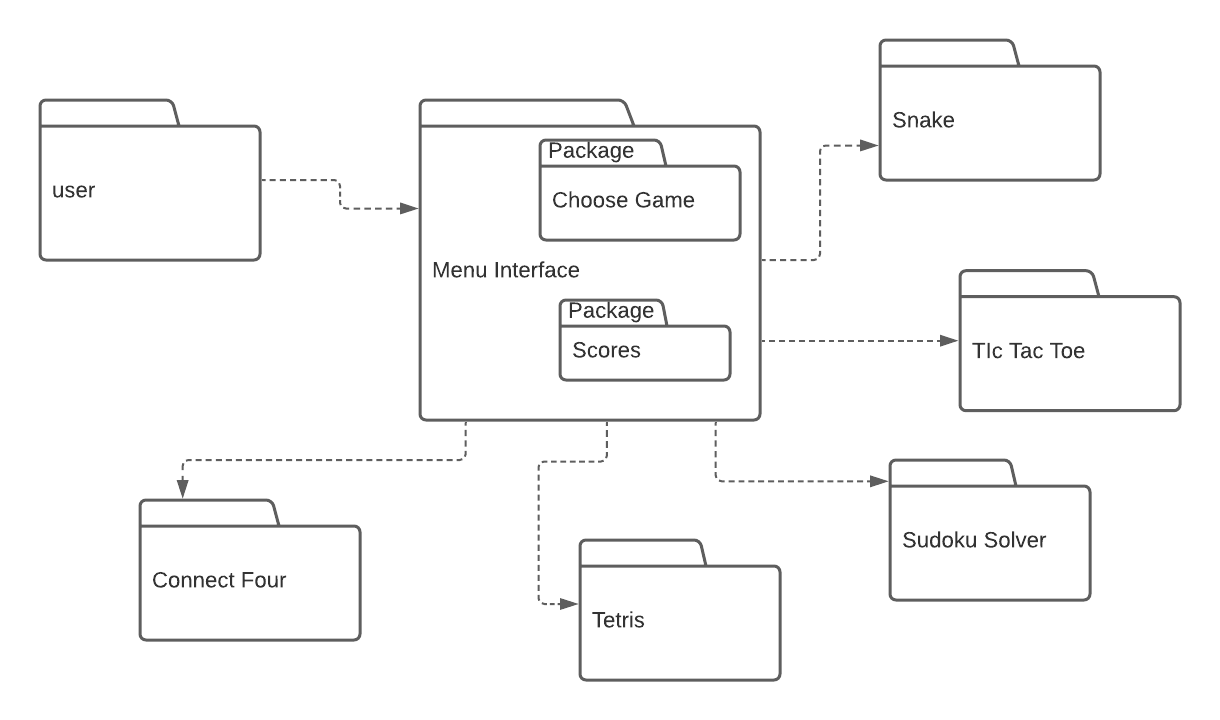 Snake
Package
user
Choose Game
Menu Interface
Package
Scores
TIc Tac Toe
Sudoku Solver
Connect Four
Tetris